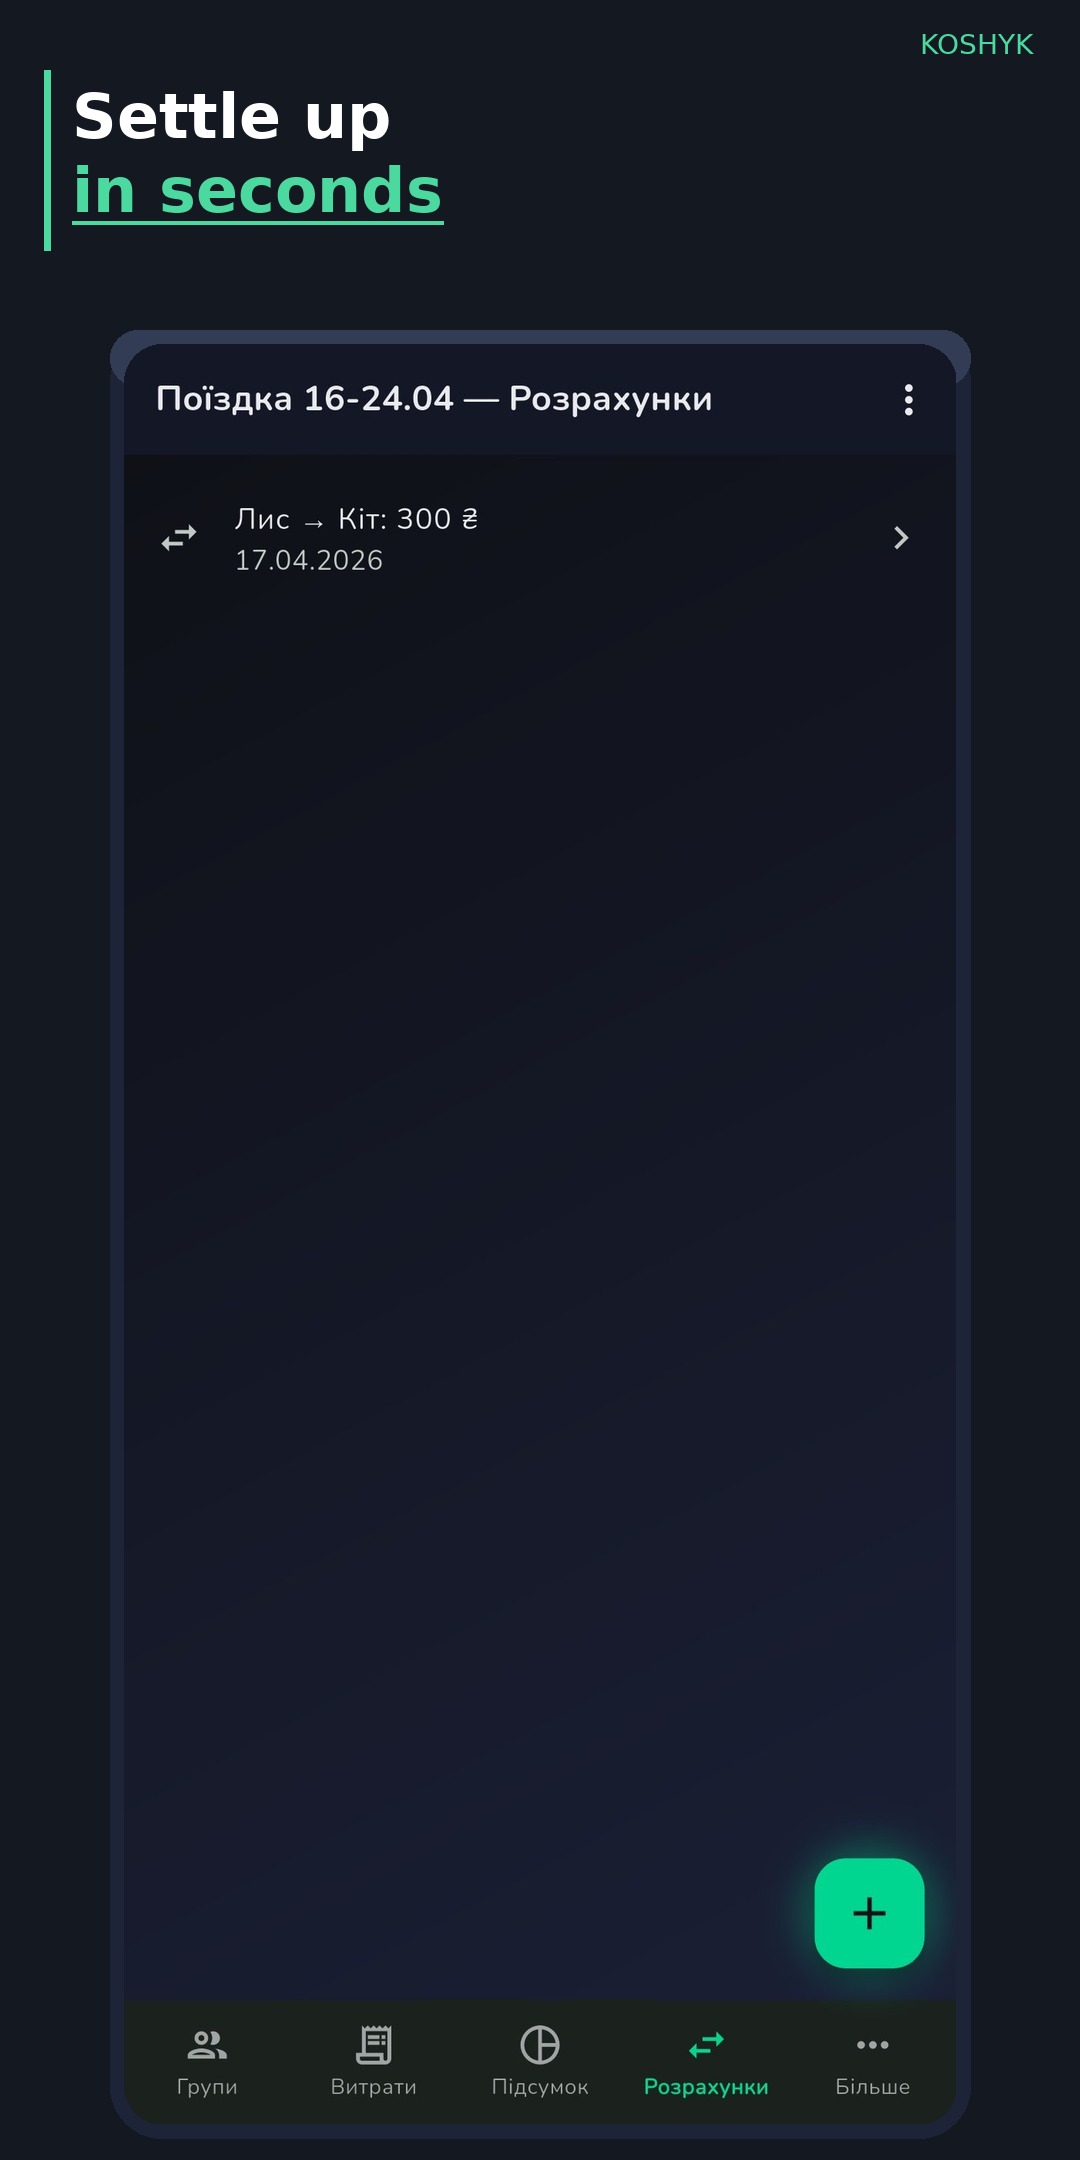 KOSHYK
Settle up
in seconds
Поїздка 16-24.04 — Розрахунки
Лис → Кіт: 300 ₴
17.04.2026
Групи
Витрати
Підсумок
Розрахунки
Більше